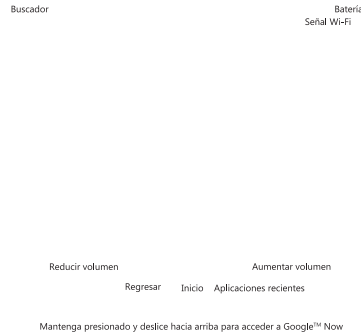 Buscador
Batería
Señal Wi-Fi
Reducir volumen
Aumentar volumen
Regresar
Inicio
Aplicaciones recientes
Mantenga presionado y deslice hacia arriba para acceder a Google™ Now